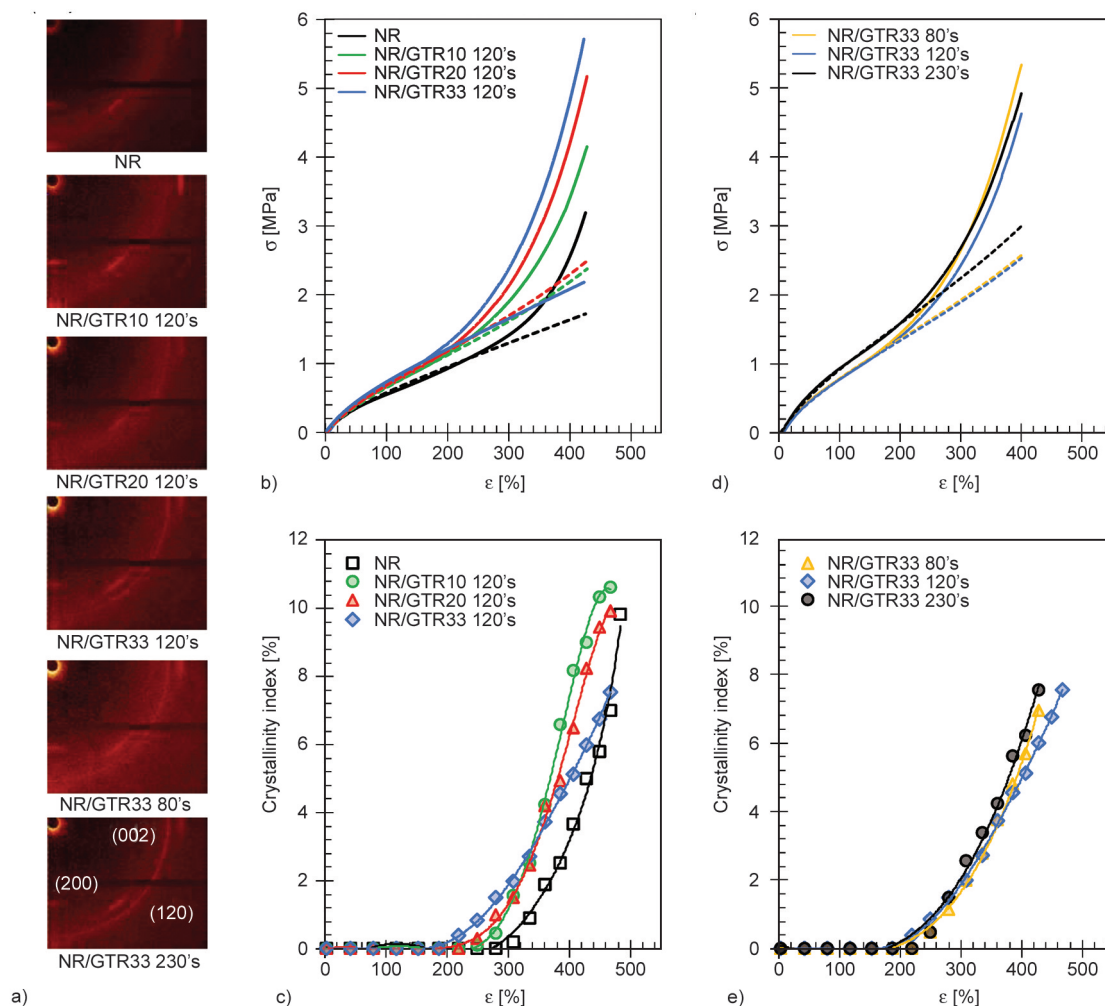 NR
NR/GTR10 120's
NR/GTR20 120's
NR/GTR33 120's
NR/GTR33 80's
(002)
(200)
(120)
NR/GTR33 230's
a)
NR
NR/GTR10 120's
NR/GTR20 120's
NR/GTR33 120's
σ [MPa]
6
5
4
3
2
1
0
0 100 200 300 400 500
b)
ε [%]
NR/GTR33 80's
NR/GTR33 120's
NR/GTR33 230's
σ [MPa]
6
5
4
3
2
1
0
0 100 200 300 400 500
d)
ε [%]
NR
NR/GTR10 120's
NR/GTR20 120's
NR/GTR33 120's
Crystallinity index [%]
12
10
8
6
4
2
0
0 100 200 300 400 500
c)
ε [%]
NR/GTR33 80's
NR/GTR33 120's
NR/GTR33 230's
Crystallinity index [%]
12
10
8
6
4
2
0
0 100 200 300 400 500
e)
ε [%]